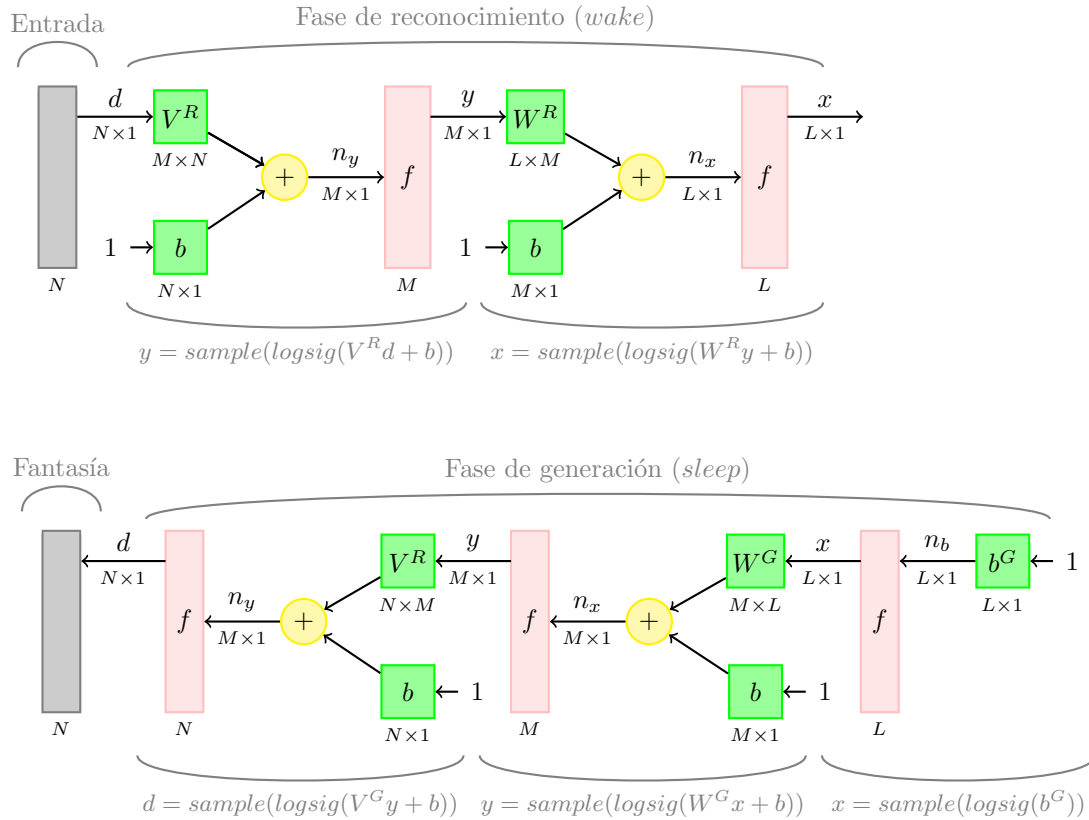 Entrada
Fase de reconocimiento (wake)
d
N×1
V^R
M×N
1
b
N×1
+
n_y
M×1
f
M
y
M×1
W^R
L×M
1
b
M×1
+
n_x
L×1
f
L
x
L×1
N
y = sample(logsig(V^R d + b))
x = sample(logsig(W^R y + b))
Fantasía
Fase de generación (sleep)
d
N×1
N
f
N
n_y
M×1
+
V^R
N×M
b
N×1
1
y
M×1
f
M
n_x
M×1
+
W^G
M×L
b
M×1
1
x
L×1
f
L
n_b
L×1
b^G
L×1
1
d = sample(logsig(V^G y + b))
y = sample(logsig(W^G x + b))
x = sample(logsig(b^G))